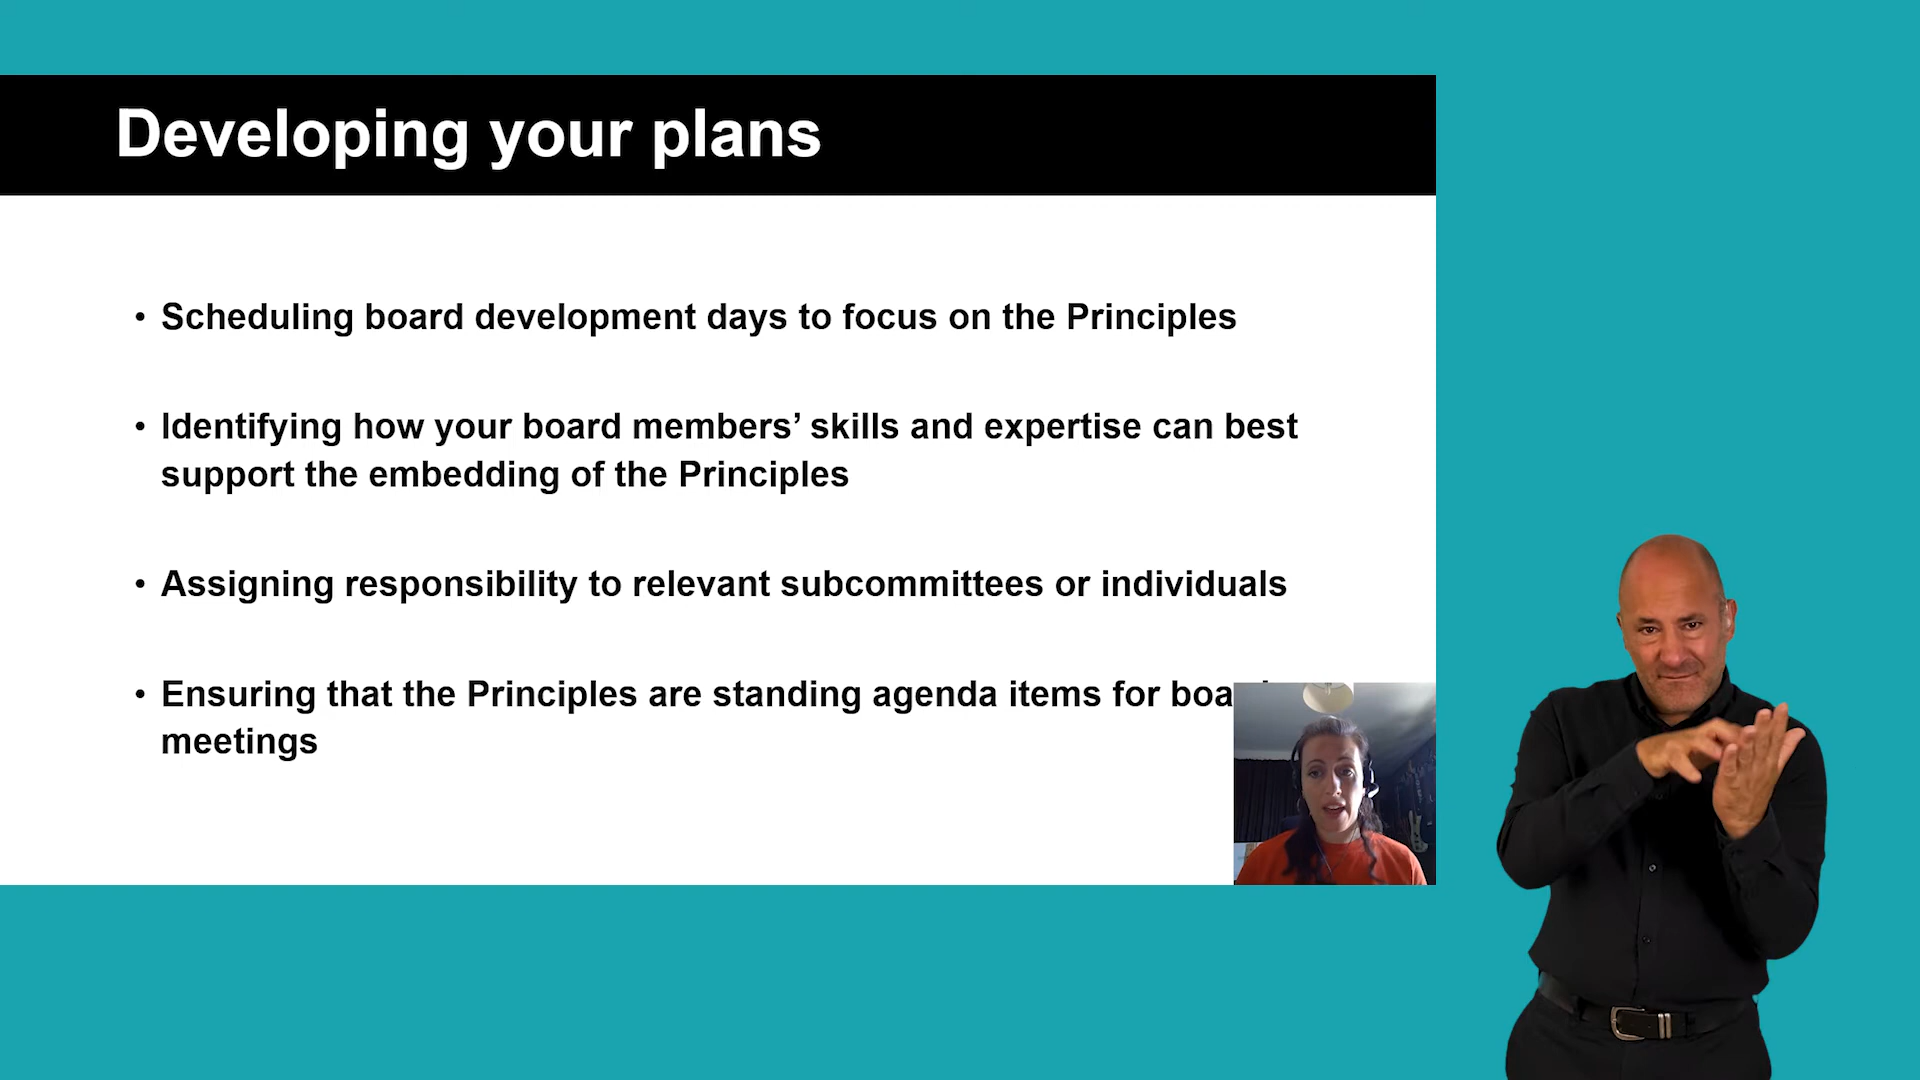 Developing your plans
• Scheduling board development days to focus on the Principles
• Identifying how your board members’ skills and expertise can best
support the embedding of the Principles
• Assigning responsibility to relevant subcommittees or individuals
• Ensuring that the Principles are standing agenda items for
meetings